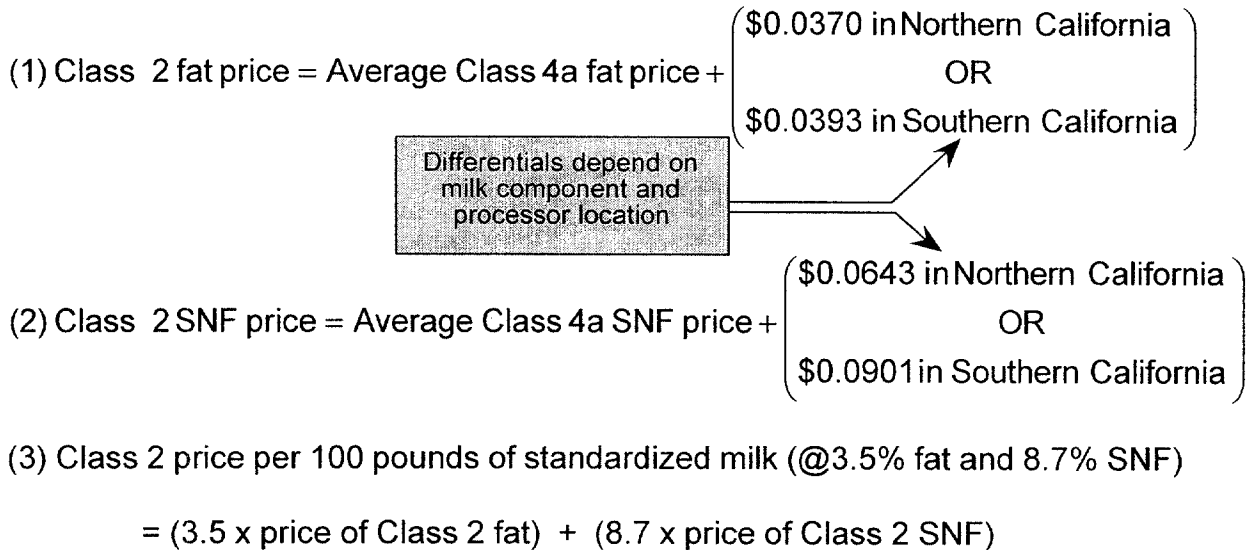 $0.0370 in Northern California
(1) Class 2 fat price = Average Class 4a fat price + OR
$0.0393 in Southern California
Differentials depend on
milk component and
processor location
$0.0643 in Northern California
(2) Class 2 SNF price = Average Class 4a SNF price + OR
$0.0901 in Southern California
(3) Class 2 price per 100 pounds of standardized milk (@3.5% fat and 8.7% SNF)
= (3.5 x price of Class 2 fat) + (8.7 x price of Class 2 SNF)